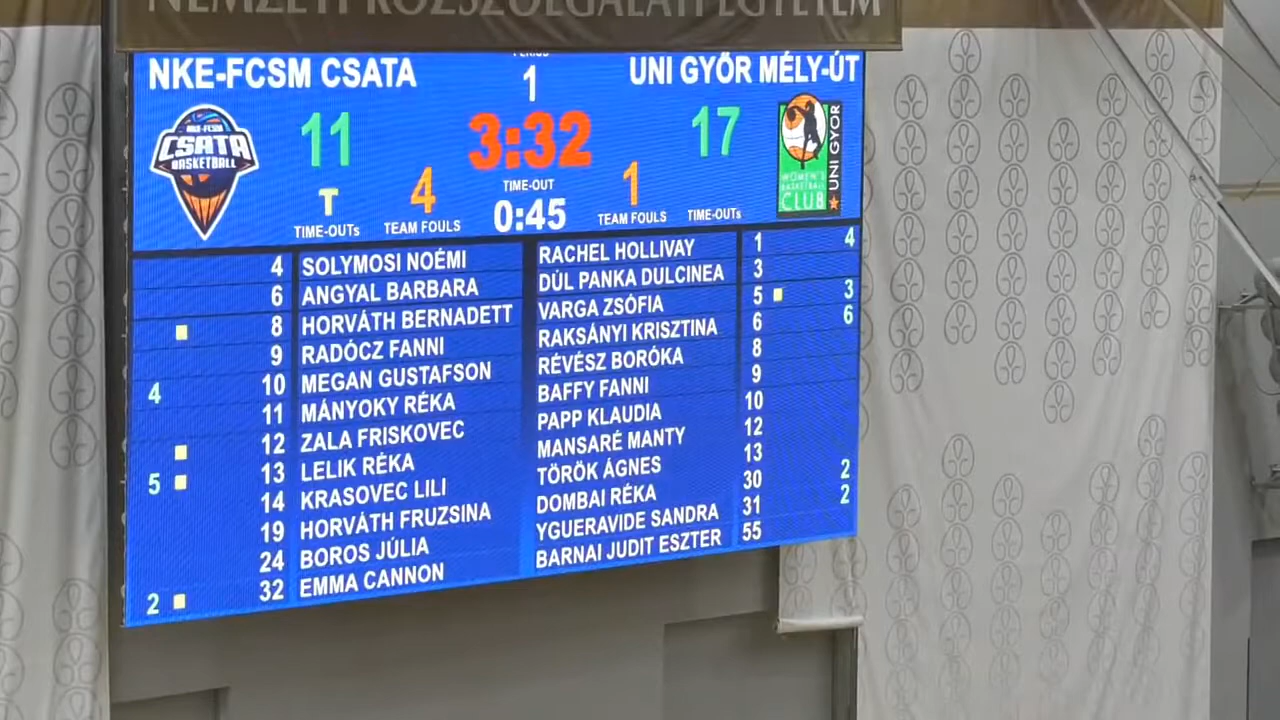 NEMZETI KÖZSZOLGÁLATI EGYETEM
PERIOD
NKE-FCSM CSATA 1 UNI GYŐR MÉLY-ÚT
11 3:32 17
NKE-FCSM
CSATA
BASKETBALL
WOMEN'S
BASKETBALL
CLUB
UNI GYŐR
T 4 TIME-OUT 1
TIME-OUTs TEAM FOULS 0:45 TEAM FOULS TIME-OUTs
4 SOLYMOSI NOÉMI
6 ANGYAL BARBARA
8 HORVÁTH BERNADETT
9 RADÓCZ FANNI
4 10 MEGAN GUSTAFSON
11 MÁNYOKY RÉKA
12 ZALA FRISKOVEC
5 13 LELIK RÉKA
14 KRASOVEC LILI
19 HORVÁTH FRUZSINA
24 BOROS JÚLIA
2 32 EMMA CANNON
RACHEL HOLLIVAY 1 4
DÚL PANKA DULCINEA 3
VARGA ZSÓFIA 5 3
RAKSÁNYI KRISZTINA 6 6
RÉVÉSZ BORÓKA 8
BAFFY FANNI 9
PAPP KLAUDIA 10
MANSARÉ MANTY 12
TÖRÖK ÁGNES 13
DOMBAI RÉKA 30 2
YGUERAVIDE SANDRA 31 2
BARNAI JUDIT ESZTER 55